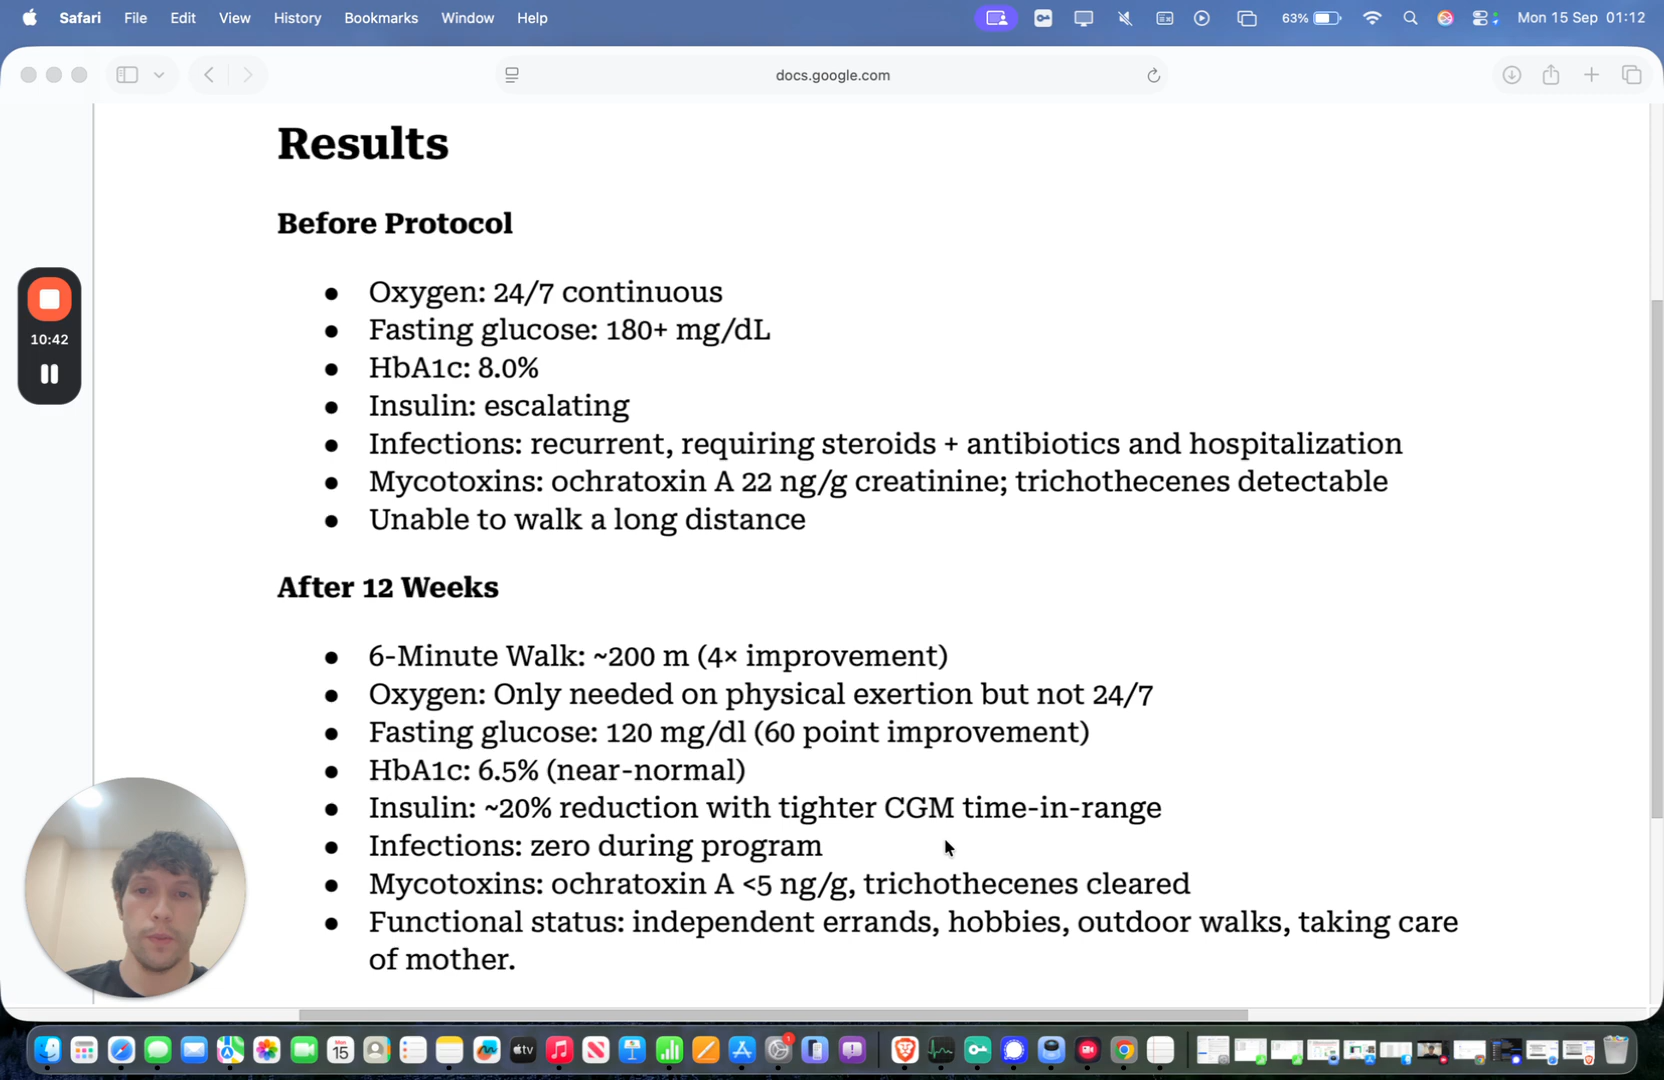 Safari File Edit View History Bookmarks Window Help 63% Mon 15 Sep 01:12
docs.google.com
Results
Before Protocol
● Oxygen: 24/7 continuous
● Fasting glucose: 180+ mg/dL
10:42
● HbA1c: 8.0%
● Insulin: escalating
● Infections: recurrent, requiring steroids + antibiotics and hospitalization
● Mycotoxins: ochratoxin A 22 ng/g creatinine; trichothecenes detectable
● Unable to walk a long distance
After 12 Weeks
● 6-Minute Walk: ~200 m (4× improvement)
● Oxygen: Only needed on physical exertion but not 24/7
● Fasting glucose: 120 mg/dl (60 point improvement)
● HbA1c: 6.5% (near-normal)
● Insulin: ~20% reduction with tighter CGM time-in-range
● Infections: zero during program
● Mycotoxins: ochratoxin A <5 ng/g, trichothecenes cleared
● Functional status: independent errands, hobbies, outdoor walks, taking care
of mother.
15 tv 1